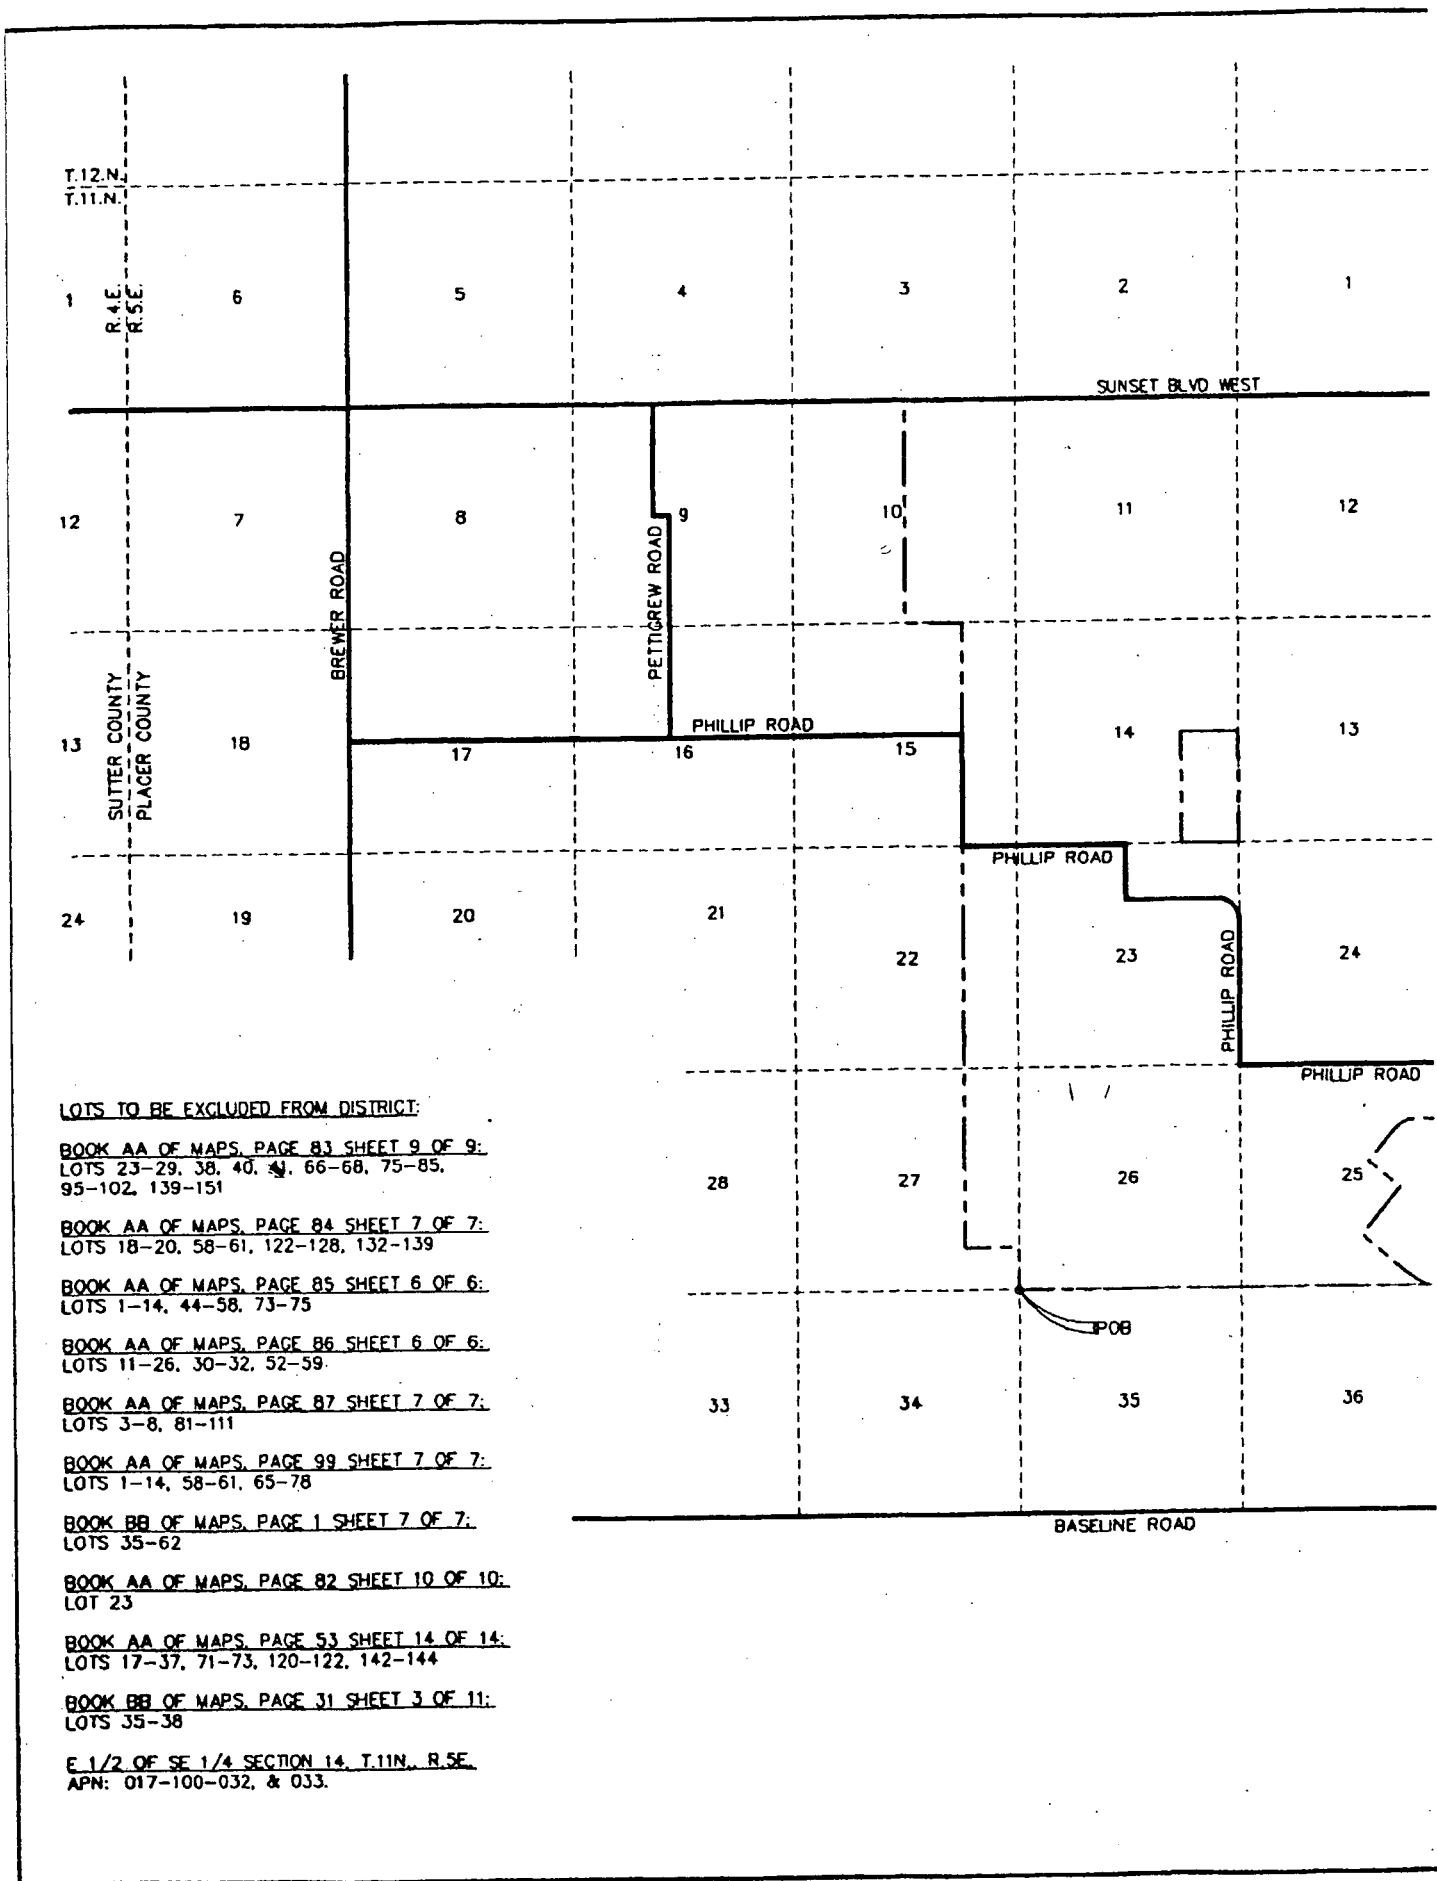 T.12.N.
T.11.N.
1
R.4.E.
R.5.E.
6
5
4
3
2
1
SUNSET BLVD WEST
12
7
8
9
10
11
12
BREWER ROAD
PETTIGREW ROAD
SUTTER COUNTY
PLACER COUNTY
PHILLIP ROAD
13
18
17
16
15
14
13
PHILLIP ROAD
24
19
20
21
22
23
24
PHILLIP ROAD
PHILLIP ROAD
28
27
26
25
POB
33
34
35
36
BASELINE ROAD
LOTS TO BE EXCLUDED FROM DISTRICT:
BOOK AA OF MAPS, PAGE 83 SHEET 9 OF 9:
LOTS 23-29, 38, 40, 41, 66-68, 75-85,
95-102, 139-151
BOOK AA OF MAPS, PAGE 84 SHEET 7 OF 7:
LOTS 18-20, 58-61, 122-128, 132-139
BOOK AA OF MAPS, PAGE 85 SHEET 6 OF 6:
LOTS 1-14, 44-58, 73-75
BOOK AA OF MAPS, PAGE 86 SHEET 6 OF 6:
LOTS 11-26, 30-32, 52-59
BOOK AA OF MAPS, PAGE 87 SHEET 7 OF 7:
LOTS 3-8, 81-111
BOOK AA OF MAPS, PAGE 99 SHEET 7 OF 7:
LOTS 1-14, 58-61, 65-78
BOOK BB OF MAPS, PAGE 1 SHEET 7 OF 7:
LOTS 35-62
BOOK AA OF MAPS, PAGE 82 SHEET 10 OF 10:
LOT 23
BOOK AA OF MAPS, PAGE 53 SHEET 14 OF 14:
LOTS 17-37, 71-73, 120-122, 142-144
BOOK BB OF MAPS, PAGE 31 SHEET 3 OF 11:
LOTS 35-38
E 1/2 OF SE 1/4 SECTION 14, T.11N., R.5E.
APN: 017-100-032, & 033.